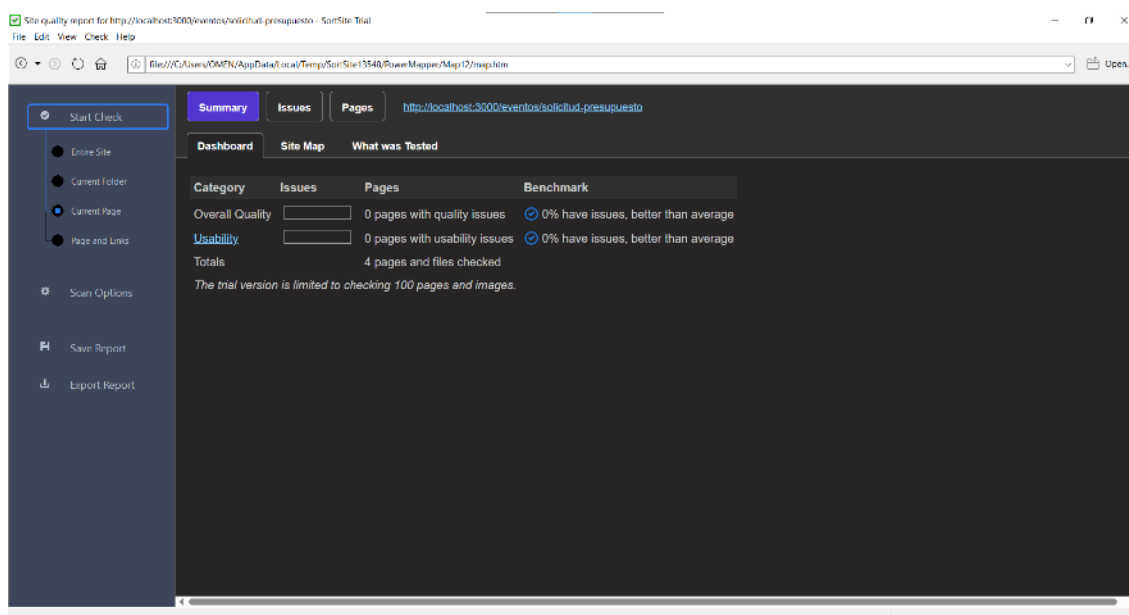 Site quality report for http://localhost:3000/eventos/solicitud-presupuesto - SortSite Trial
File Edit View Check Help
file:///C:/Users/OMEN/AppData/Local/Temp/SortSite13548/PowerMapper/Map12/map.htm
Open.
Start Check
Entire Site
Current Folder
Current Page
Page and Links
Scan Options
Save Report
Export Report
Summary Issues Pages http://localhost:3000/eventos/solicitud-presupuesto
Dashboard Site Map What was Tested
Category Issues Pages Benchmark
Overall Quality 0 pages with quality issues 0% have issues, better than average
Usability 0 pages with usability issues 0% have issues, better than average
Totals 4 pages and files checked
The trial version is limited to checking 100 pages and images.